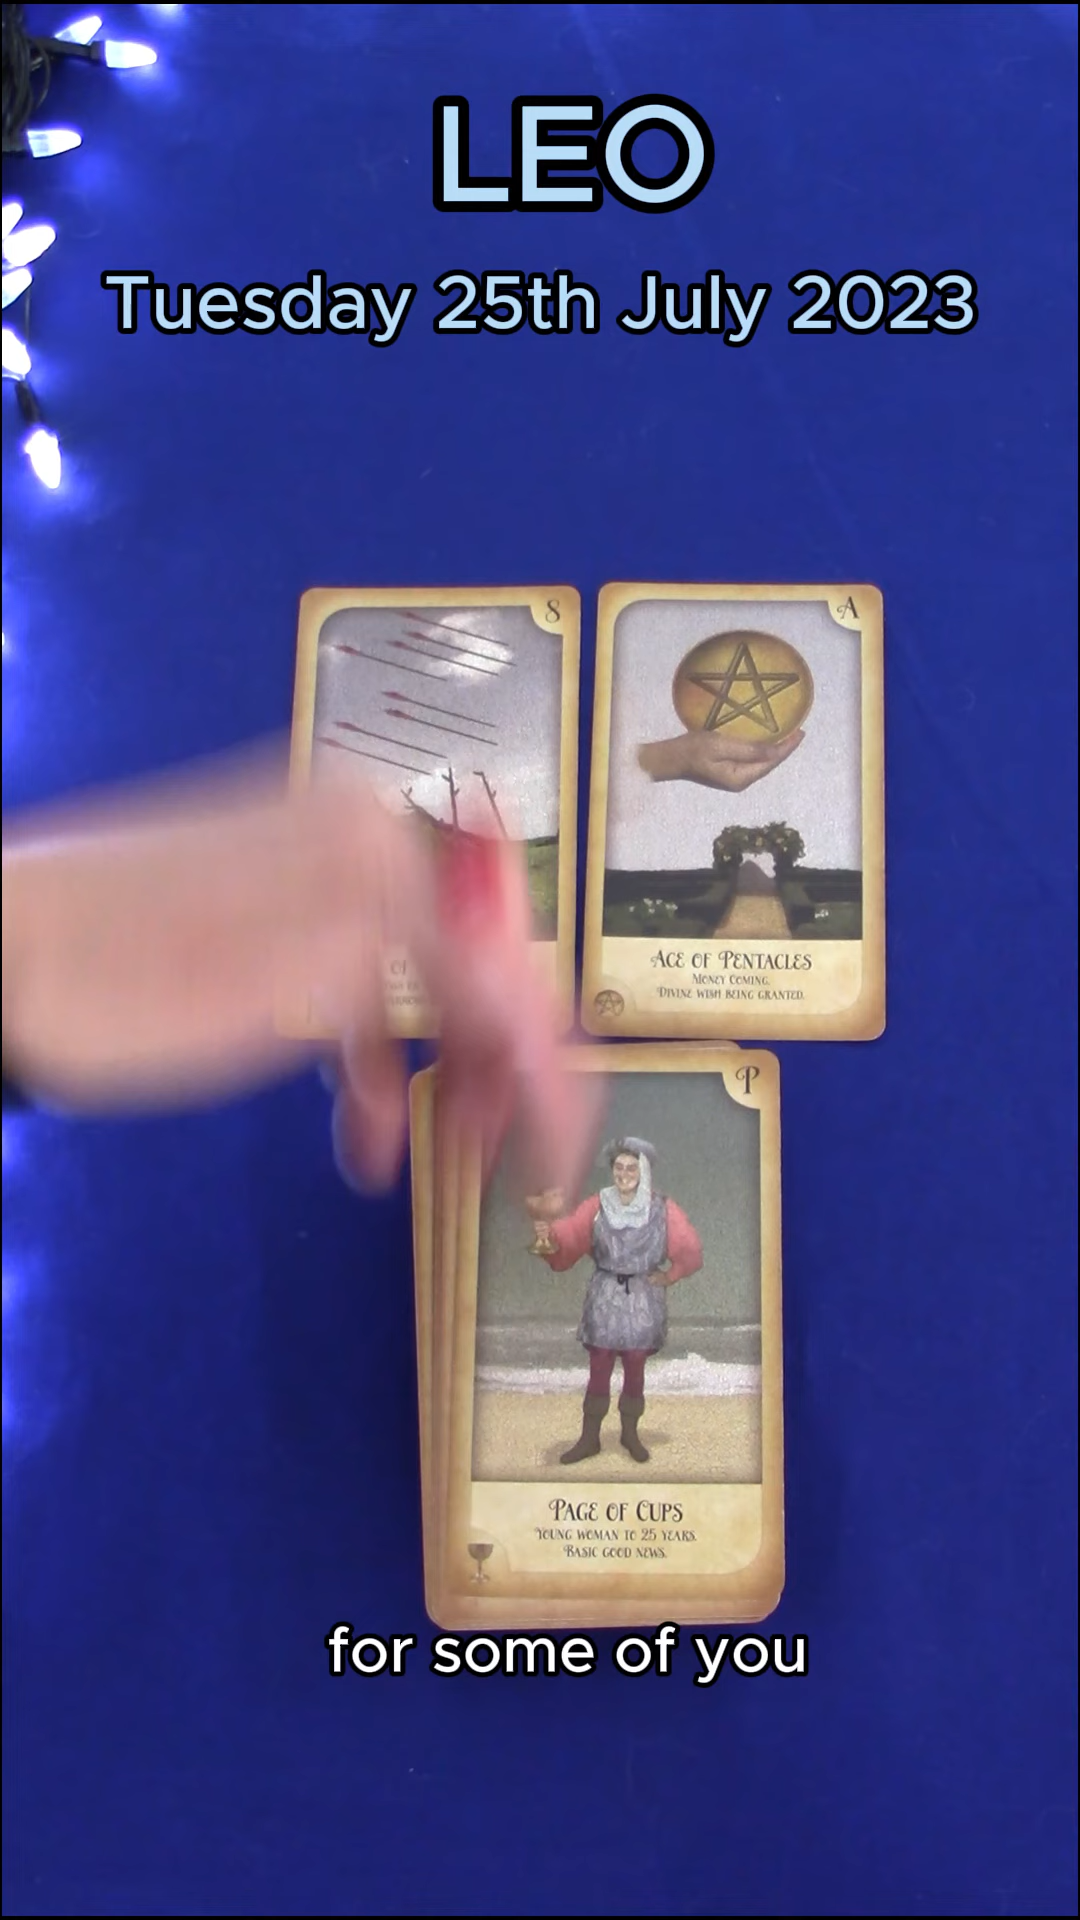 LEO
Tuesday 25th July 2023
8
A
OF
ACE OF PENTACLES
MONEY COMING.
DIVINE WISH BEING GRANTED.
P
PAGE OF CUPS
YOUNG WOMAN TO 25 YEARS.
BASIC GOOD NEWS.
for some of you